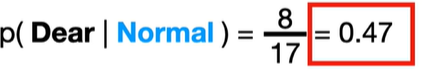 p( Dear | Normal ) = 8/17 = 0.47